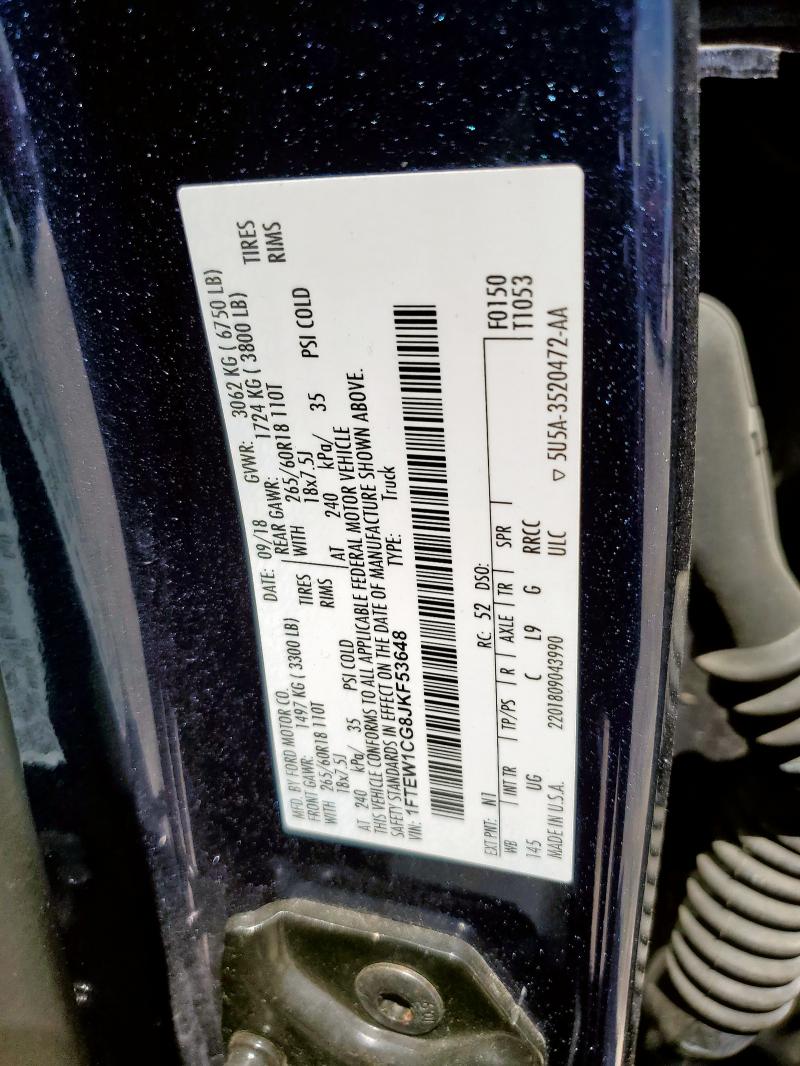 MFD. BY FORD MOTOR CO.
DATE: 09/18 GVWR: 3062 KG ( 6750 LB)
FRONT GAWR: 1497 KG ( 3300 LB) REAR GAWR: 1724 KG ( 3800 LB)
WITH 265/60R18 110T TIRES WITH 265/60R18 110T TIRES
18x7.5J RIMS 18x7.5J RIMS
AT 240 kPa/ 35 PSI COLD AT 240 kPa/ 35 PSI COLD
THIS VEHICLE CONFORMS TO ALL APPLICABLE FEDERAL MOTOR VEHICLE
SAFETY STANDARDS IN EFFECT ON THE DATE OF MANUFACTURE SHOWN ABOVE.
VIN: 1FTEW1CG8JKF53648 TYPE: Truck
EXT PNT: N1 RC: 52 DSO: F0150
T1053
WB INT TR TP/PS R AXLE TR SPR
145 UG C L9 G RRCC
MADE IN U.S.A. 2201809043990 ULC ▽ 5U5A-3520472-AA